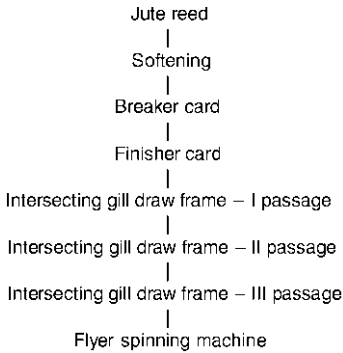 Jute reed
Softening
Breaker card
Finisher card
Intersecting gill draw frame – I passage
Intersecting gill draw frame – II passage
Intersecting gill draw frame – III passage
Flyer spinning machine